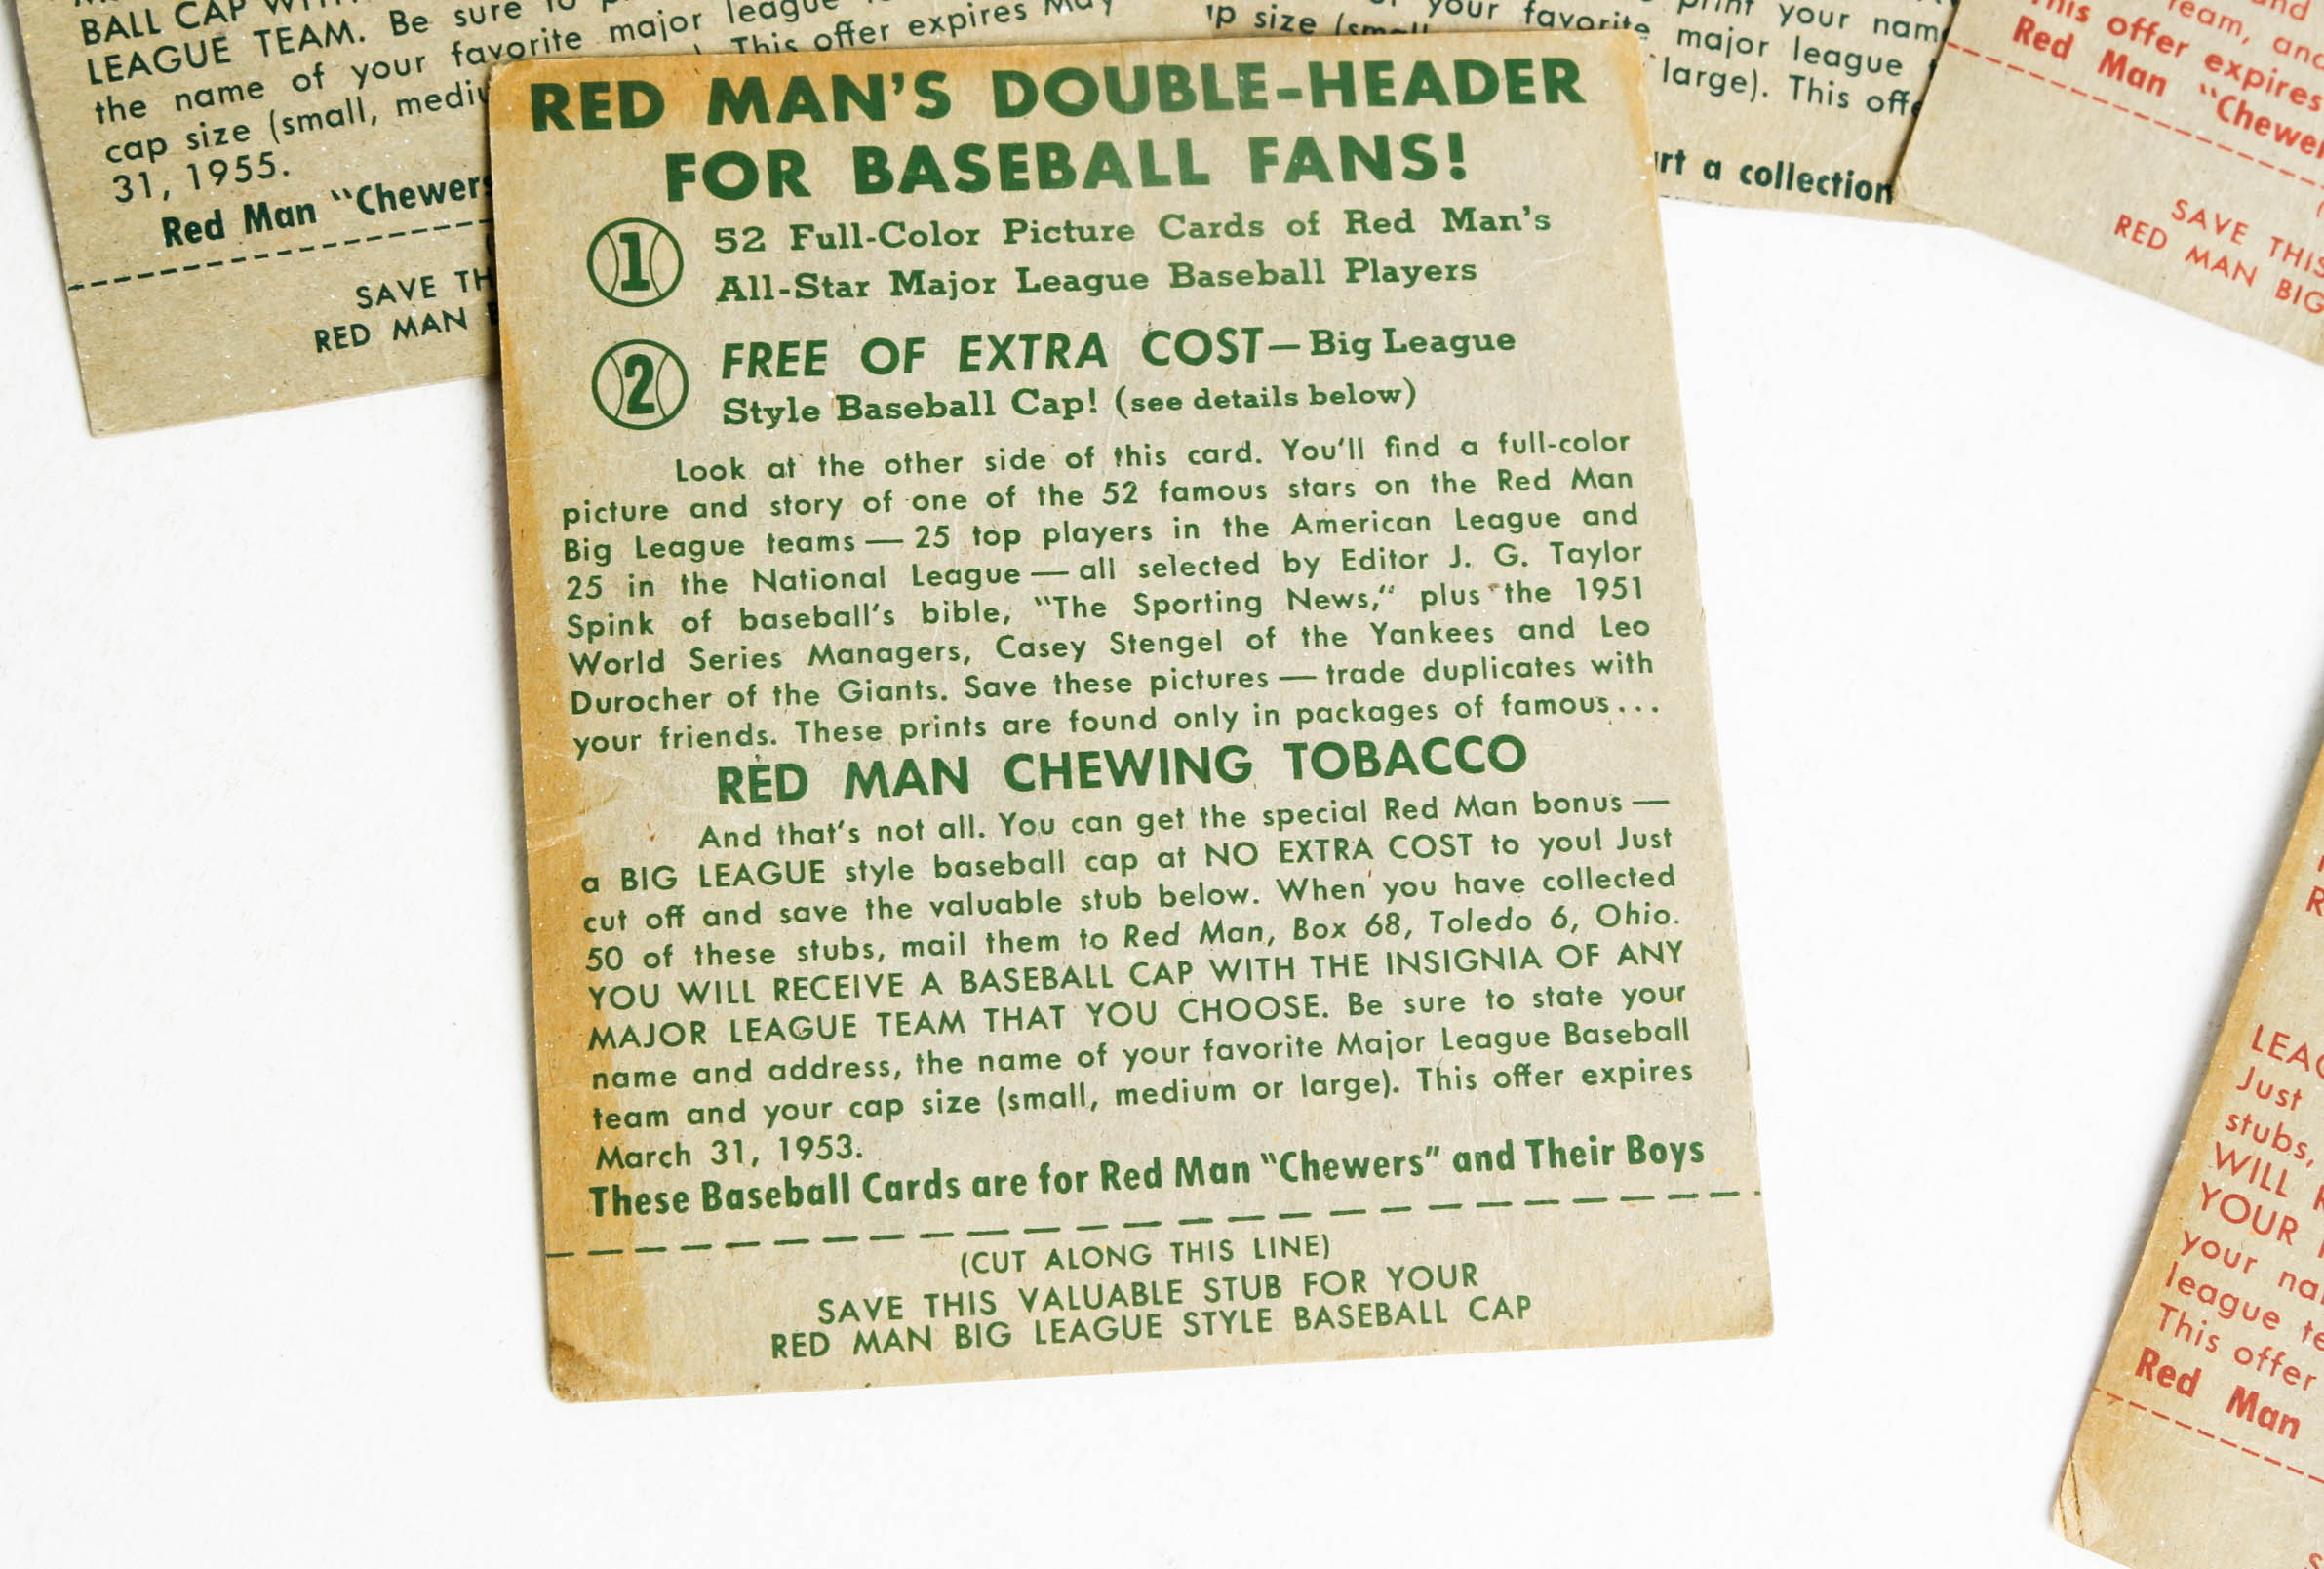 BALL CAP
LEAGUE TEAM. Be sure to
the name of your favorite major league
cap size (small,
This offer expires May
31, 1955.
Red Man "Chewers
SAVE
RED MAN
size
your favorite major league
large). This
print your
a collection
Team, and
This offer expires
Red Man
SAVE THIS
RED MAN BIG
RED MAN'S DOUBLE-HEADER
FOR BASEBALL FANS!
1 52 Full-Color Picture Cards of Red Man's
All-Star Major League Baseball Players
2 FREE OF EXTRA COST—Big League
Style Baseball Cap! (see details below)
Look at the other side of this card. You'll find a full-color
picture and story of one of the 52 famous stars on the Red Man
Big League teams — 25 top players in the American League and
25 in the National League — all selected by Editor J. G. Taylor
Spink of baseball's bible, "The Sporting News," plus the 1951
World Series Managers, Casey Stengel of the Yankees and Leo
Durocher of the Giants. Save these pictures — trade duplicates with
your friends. These prints are found only in packages of famous...
RED MAN CHEWING TOBACCO
And that's not all. You can get the special Red Man bonus —
a BIG LEAGUE style baseball cap at NO EXTRA COST to you! Just
cut off and save the valuable stub below. When you have collected
50 of these stubs, mail them to Red Man, Box 68, Toledo 6, Ohio.
YOU WILL RECEIVE A BASEBALL CAP WITH THE INSIGNIA OF ANY
MAJOR LEAGUE TEAM THAT YOU CHOOSE. Be sure to state your
name and address, the name of your favorite Major League Baseball
team and your cap size (small, medium or large). This offer expires
March 31, 1953.
These Baseball Cards are for Red Man "Chewers" and Their Boys
(CUT ALONG THIS LINE)
SAVE THIS VALUABLE STUB FOR YOUR
RED MAN BIG LEAGUE STYLE BASEBALL CAP
Just
stubs,
WILL
YOUR
your
league
This offer
Red Man